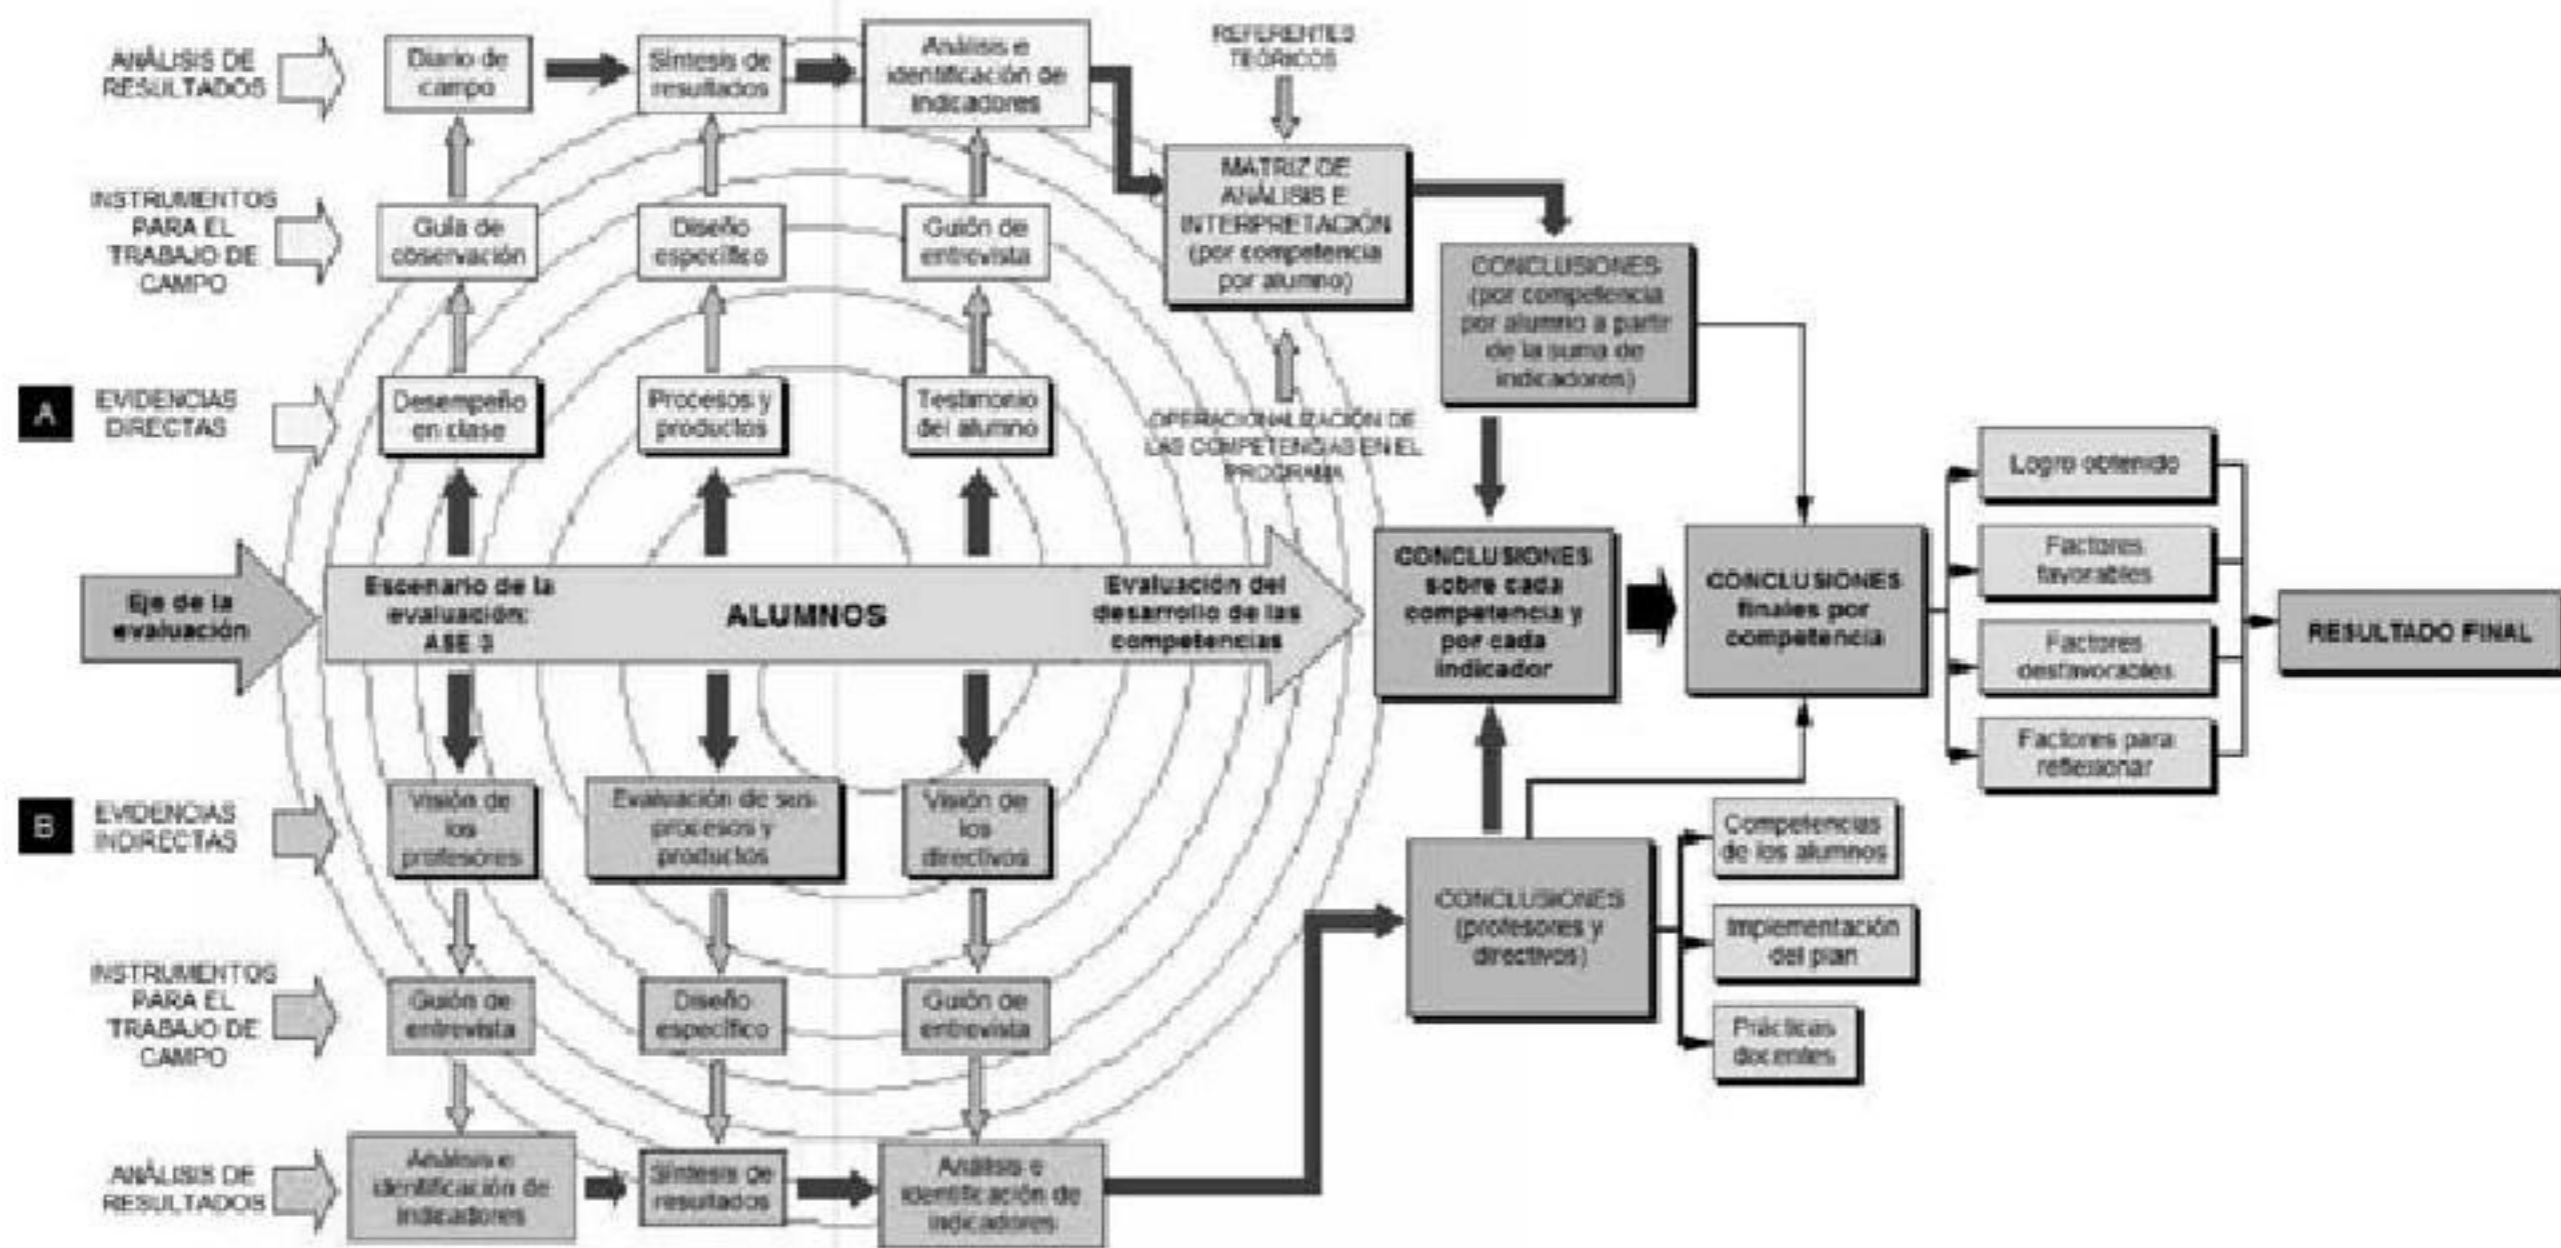 ANÁLISIS DE
RESULTADOS
Diario de
campo
Síntesis de
resultados
Análisis e
identificación de
indicadores
REFERENTES
TEÓRICOS
INSTRUMENTOS
PARA EL
TRABAJO DE
CAMPO
Guía de
observación
Diseño
específico
Guión de
entrevista
MATRIZ DE
ANÁLISIS E
INTERPRETACIÓN
(por competencia
por alumno)
CONCLUSIONES
(por competencia
por alumno a partir
de la suma de
indicadores)
A
EVIDENCIAS
DIRECTAS
Desempeño
en clase
Procesos y
productos
Testimonio
del alumno
OPERACIONALIZACIÓN DE
LAS COMPETENCIAS EN EL
PROGRAMA
Eje de la
evaluación
Escenario de la
evaluación:
ASE 3
ALUMNOS
Evaluación del
desarrollo de las
competencias
CONCLUSIONES
sobre cada
competencia y
por cada
indicador
CONCLUSIONES
finales por
competencia
Logro obtenido
Factores
favorables
Factores
desfavorables
Factores para
reflexionar
RESULTADO FINAL
B
EVIDENCIAS
INDIRECTAS
Visión de
los
profesores
Evaluación de sus
procesos y
productos
Visión de
los
directivos
CONCLUSIONES
(profesores y
directivos)
Competencias
de los alumnos
Implementación
del plan
Prácticas
docentes
INSTRUMENTOS
PARA EL
TRABAJO DE
CAMPO
Guión de
entrevista
Diseño
específico
Guión de
entrevista
ANÁLISIS DE
RESULTADOS
Análisis e
identificación de
indicadores
Síntesis de
resultados
Análisis e
identificación de
indicadores